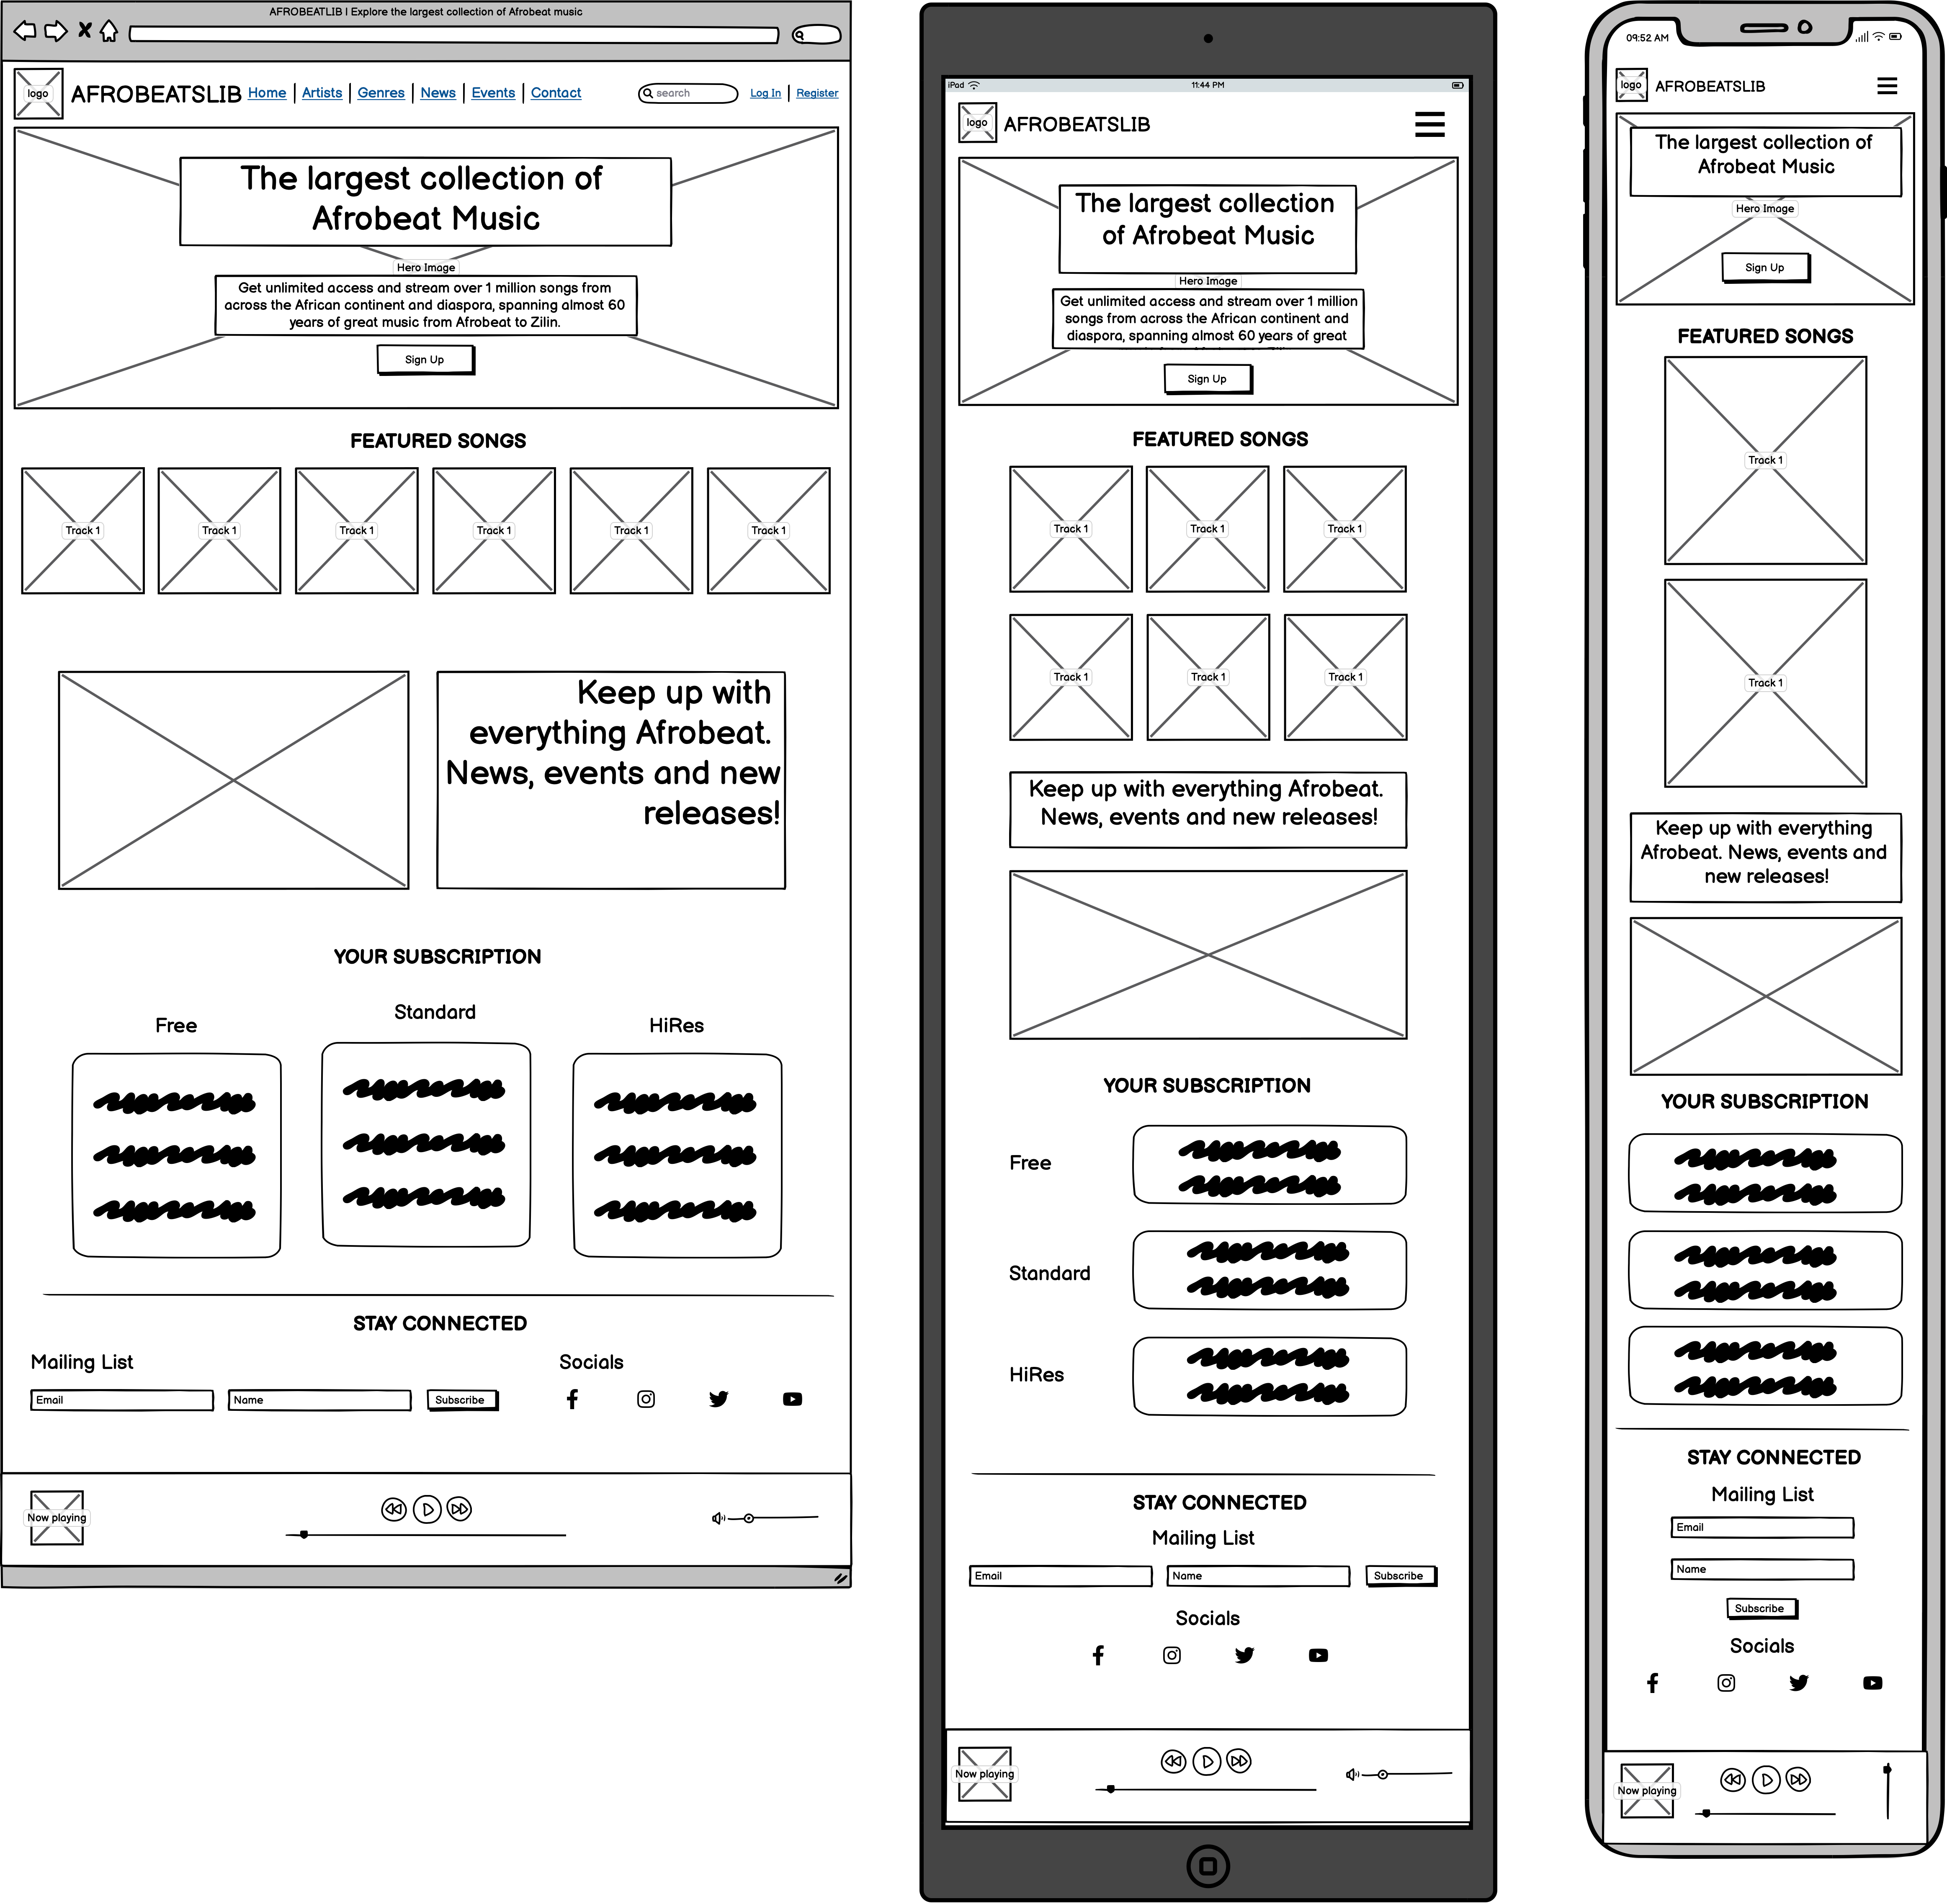 AFROBEATLIB | Explore the largest collection of Afrobeat music
logo
AFROBEATSLIB
Home | Artists | Genres | News | Events | Contact
search
Log In | Register
The largest collection of
Afrobeat Music
Hero Image
Get unlimited access and stream over 1 million songs from
across the African continent and diaspora, spanning almost 60
years of great music from Afrobeat to Zilin.
Sign Up
FEATURED SONGS
Track 1 Track 1 Track 1 Track 1 Track 1 Track 1
Keep up with
everything Afrobeat.
News, events and new
releases!
YOUR SUBSCRIPTION
Free
Standard
HiRes
STAY CONNECTED
Mailing List
Socials
Email
Name
Subscribe
Now playing
iPad
11:44 PM
logo
AFROBEATSLIB
The largest collection
of Afrobeat Music
Hero Image
Get unlimited access and stream over 1 million
songs from across the African continent and
diaspora, spanning almost 60 years of great
Sign Up
FEATURED SONGS
Track 1 Track 1 Track 1
Track 1 Track 1 Track 1
Keep up with everything Afrobeat.
News, events and new releases!
YOUR SUBSCRIPTION
Free
Standard
HiRes
STAY CONNECTED
Mailing List
Email
Name
Subscribe
Socials
Now playing
09:52 AM
logo
AFROBEATSLIB
The largest collection of
Afrobeat Music
Hero Image
Sign Up
FEATURED SONGS
Track 1
Track 1
Keep up with everything
Afrobeat. News, events and
new releases!
YOUR SUBSCRIPTION
STAY CONNECTED
Mailing List
Email
Name
Subscribe
Socials
Now playing